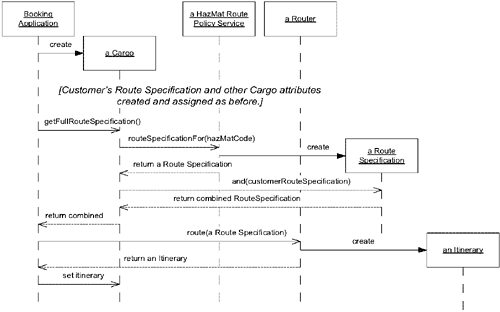 Booking
Application
a HazMat Route
Policy Service
a Router
create
a Cargo
[Customer's Route Specification and other Cargo attributes
created and assigned as before.]
getFullRouteSpecification()
routeSpecificationFor(hazMatCode)
create
a Route
Specification
return a Route Specification
and(customerRouteSpecification)
return combined RouteSpecification
return combined
route(a Route Specification)
create
an Itinerary
return an Itinerary
set itinerary